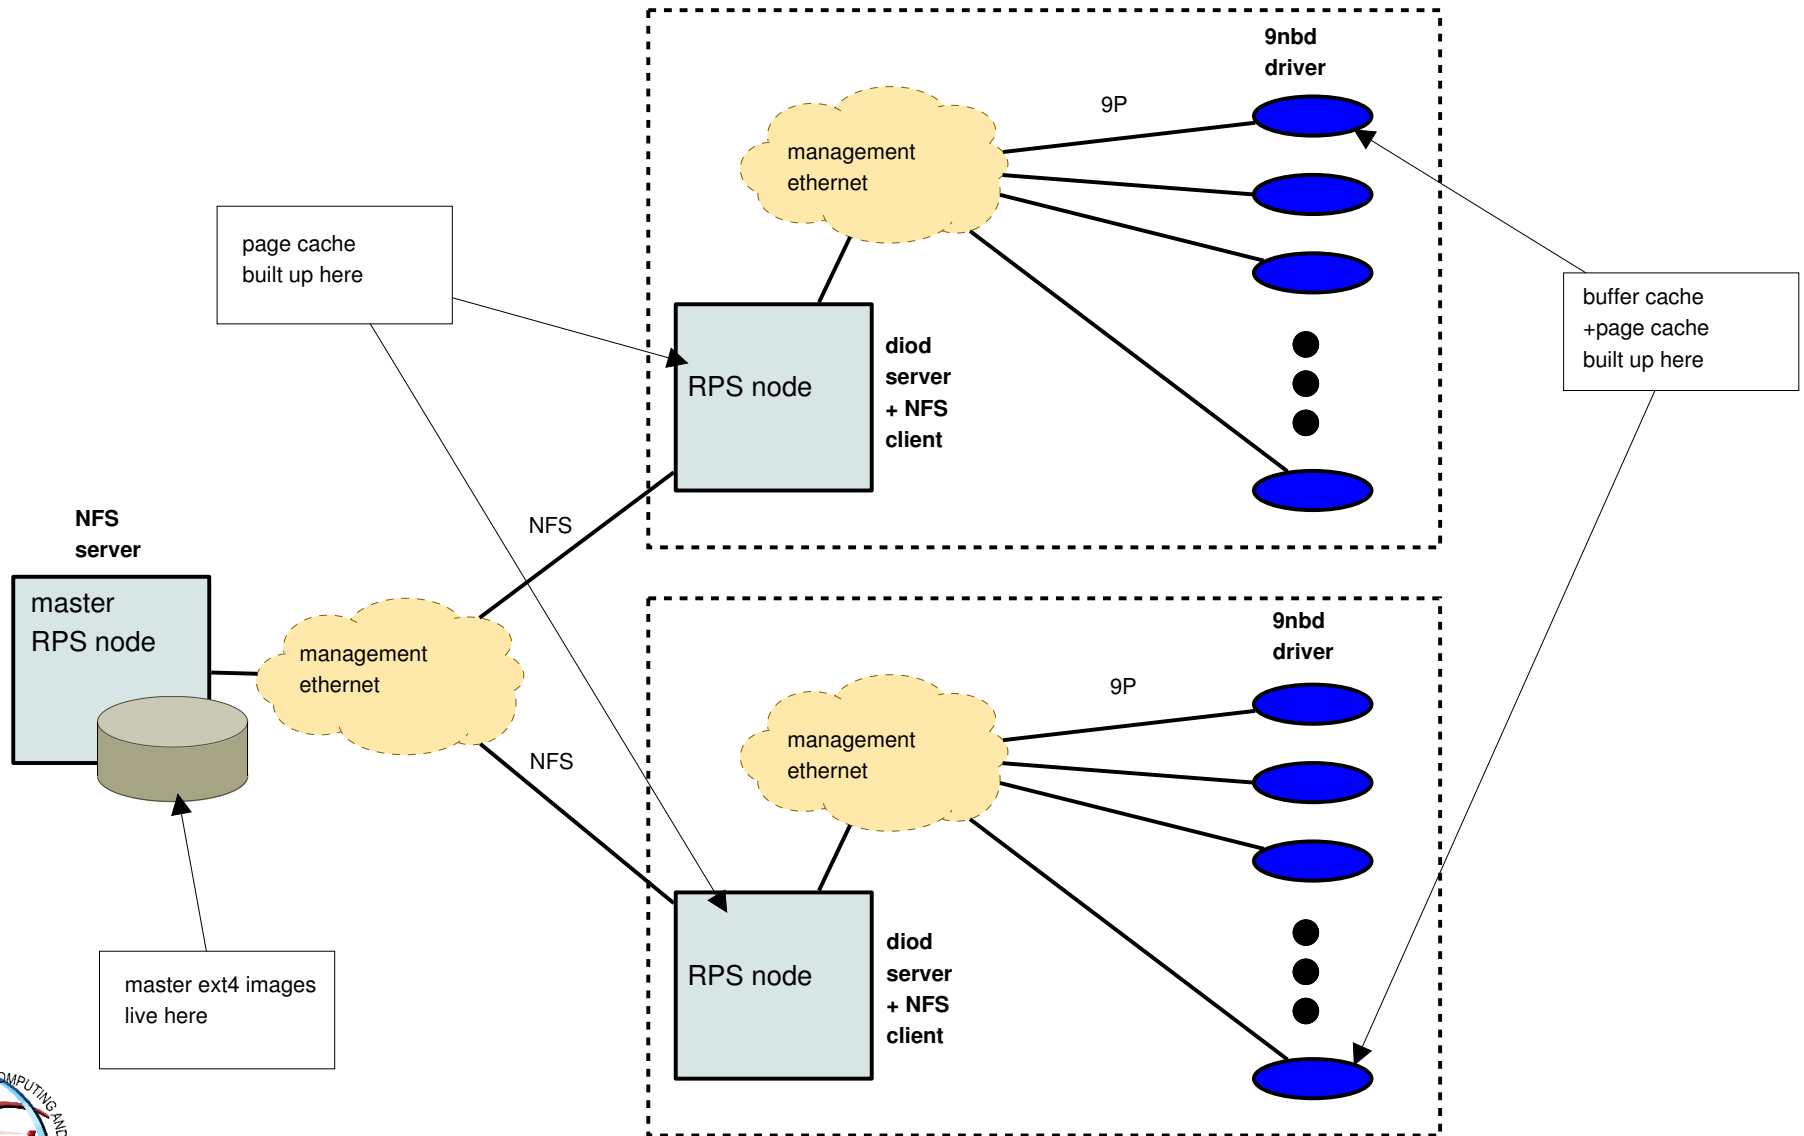 9nbd
driver
9P
management
ethernet
page cache
built up here
buffer cache
+page cache
built up here
RPS node
diod
server
+ NFS
client
NFS
NFS
server
master
RPS node
management
ethernet
NFS
9nbd
driver
9P
management
ethernet
RPS node
diod
server
+ NFS
client
master ext4 images
live here
COMPUTING AND